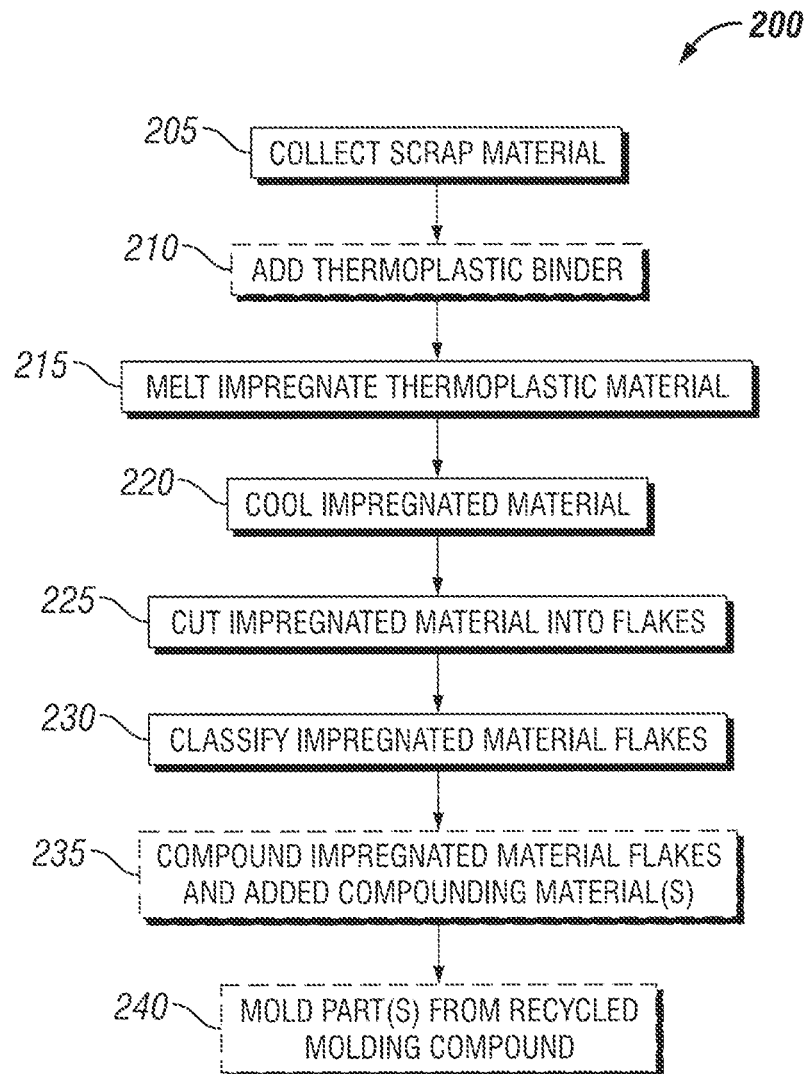 200
205
COLLECT SCRAP MATERIAL
210
ADD THERMOPLASTIC BINDER
215
MELT IMPREGNATE THERMOPLASTIC MATERIAL
220
COOL IMPREGNATED MATERIAL
225
CUT IMPREGNATED MATERIAL INTO FLAKES
230
CLASSIFY IMPREGNATED MATERIAL FLAKES
235
COMPOUND IMPREGNATED MATERIAL FLAKES
AND ADDED COMPOUNDING MATERIAL(S)
240
MOLD PART(S) FROM RECYCLED
MOLDING COMPOUND